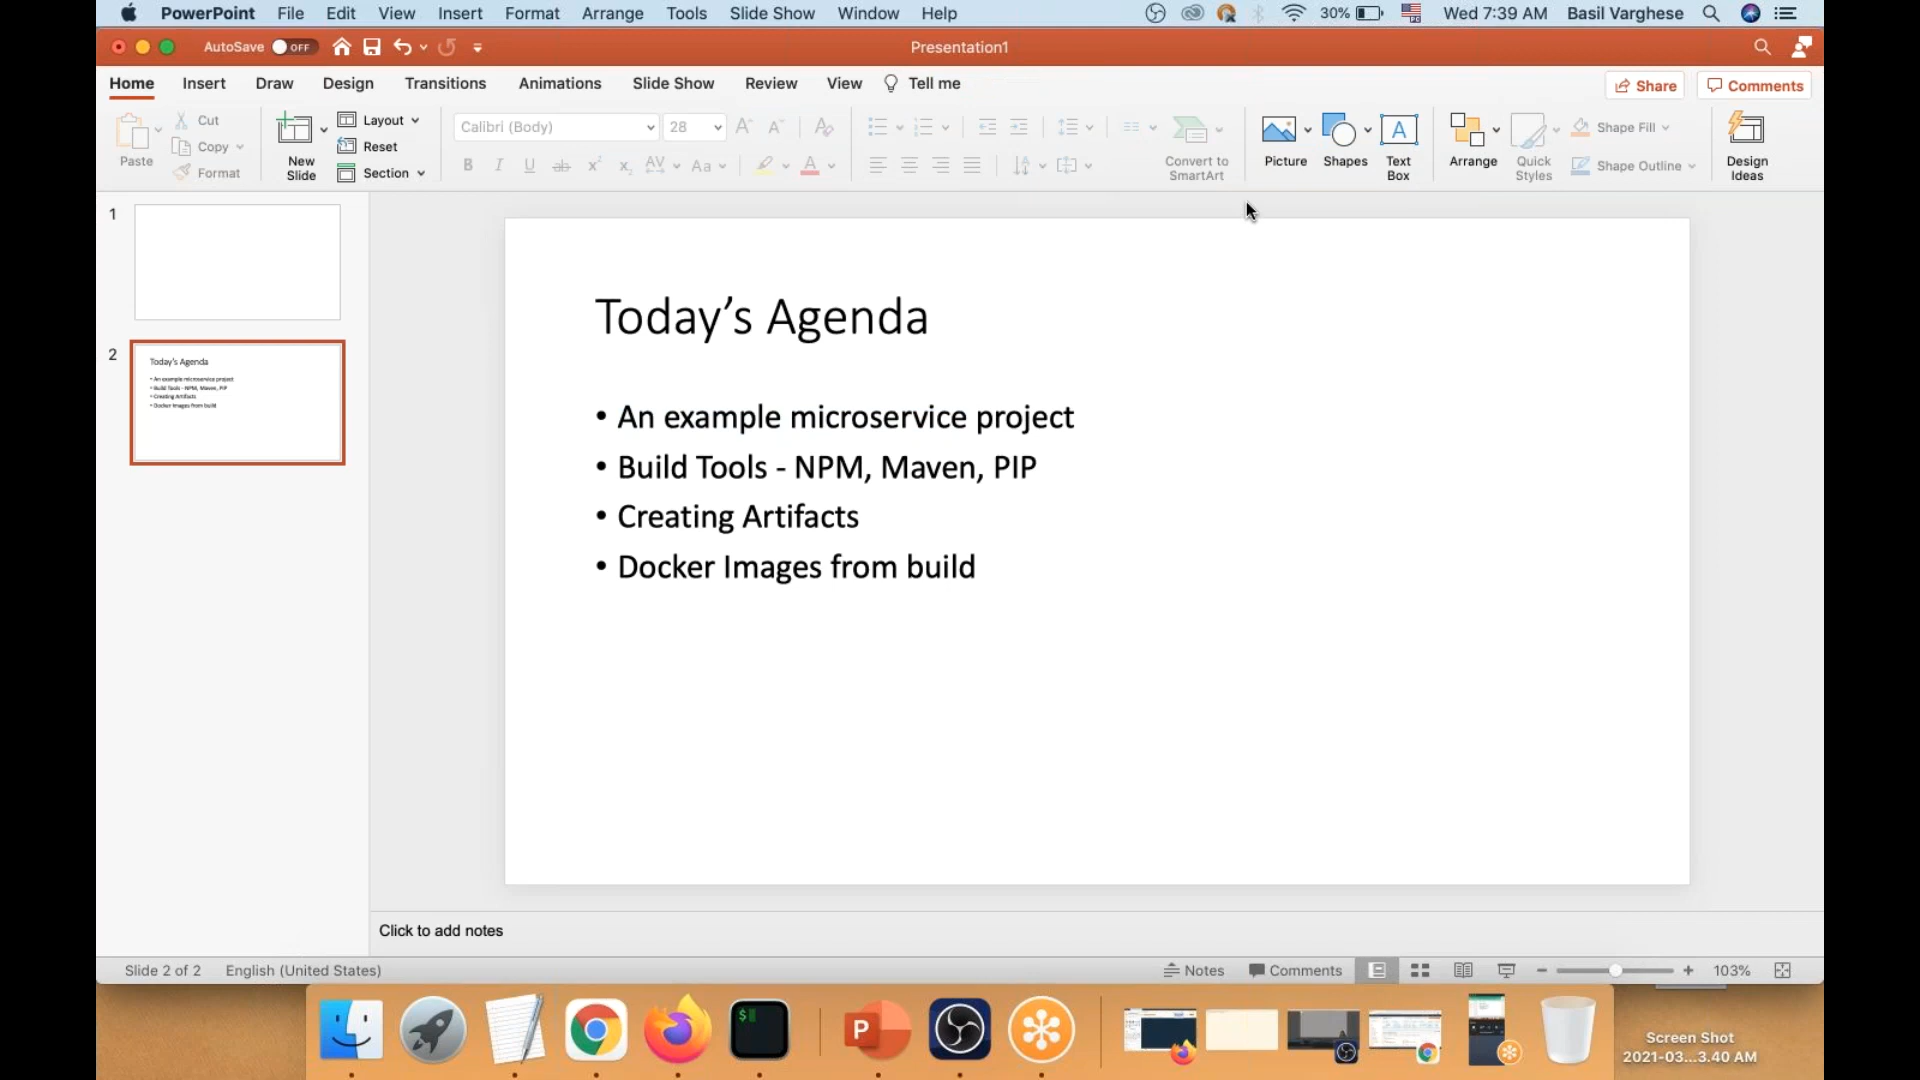 PowerPoint File Edit View Insert Format Arrange Tools Slide Show Window Help 30% Wed 7:39 AM Basil Varghese
AutoSave OFF Presentation1
Home Insert Draw Design Transitions Animations Slide Show Review View Tell me Share Comments
Paste
Cut
Copy
Format
New
Slide
Layout
Reset
Section
Calibri (Body) 28
Convert to
SmartArt
Picture
Shapes
Text
Box
Arrange
Quick
Styles
Shape Fill
Shape Outline
Design
Ideas
1
2
Today's Agenda
• An example microservice project
• Build Tools - NPM, Maven, PIP
• Creating Artifacts
• Docker Images from build
Today’s Agenda
• An example microservice project
• Build Tools - NPM, Maven, PIP
• Creating Artifacts
• Docker Images from build
Click to add notes
Slide 2 of 2 English (United States) Notes Comments 103%
Screen Shot
2021-03...3.40 AM